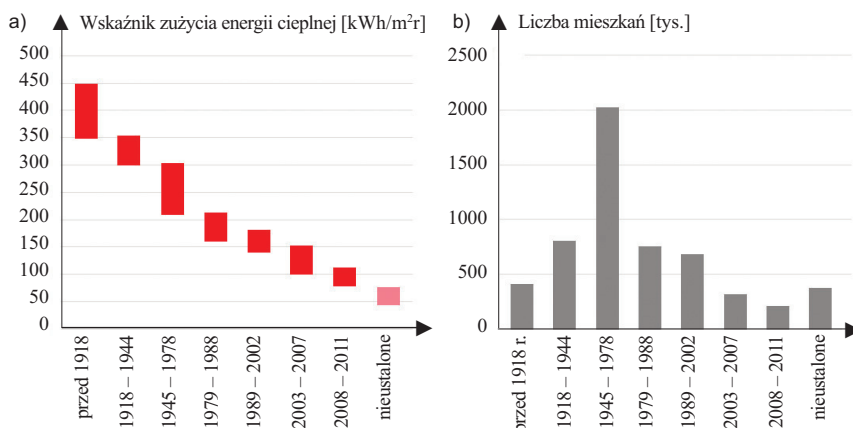 a) Wskaźnik zużycia energii cieplnej [kWh/m²r]
500
450
400
350
300
250
200
150
100
50
0
przed 1918
1918 – 1944
1945 – 1978
1979 – 1988
1989 – 2002
2003 – 2007
2008 – 2011
nieustalone
b) Liczba mieszkań [tys.]
2500
2000
1500
1000
500
0
przed 1918 r.
1918 – 1944
1945 – 1978
1979 – 1988
1989 – 2002
2003 – 2007
2008 – 2011
nieustalone